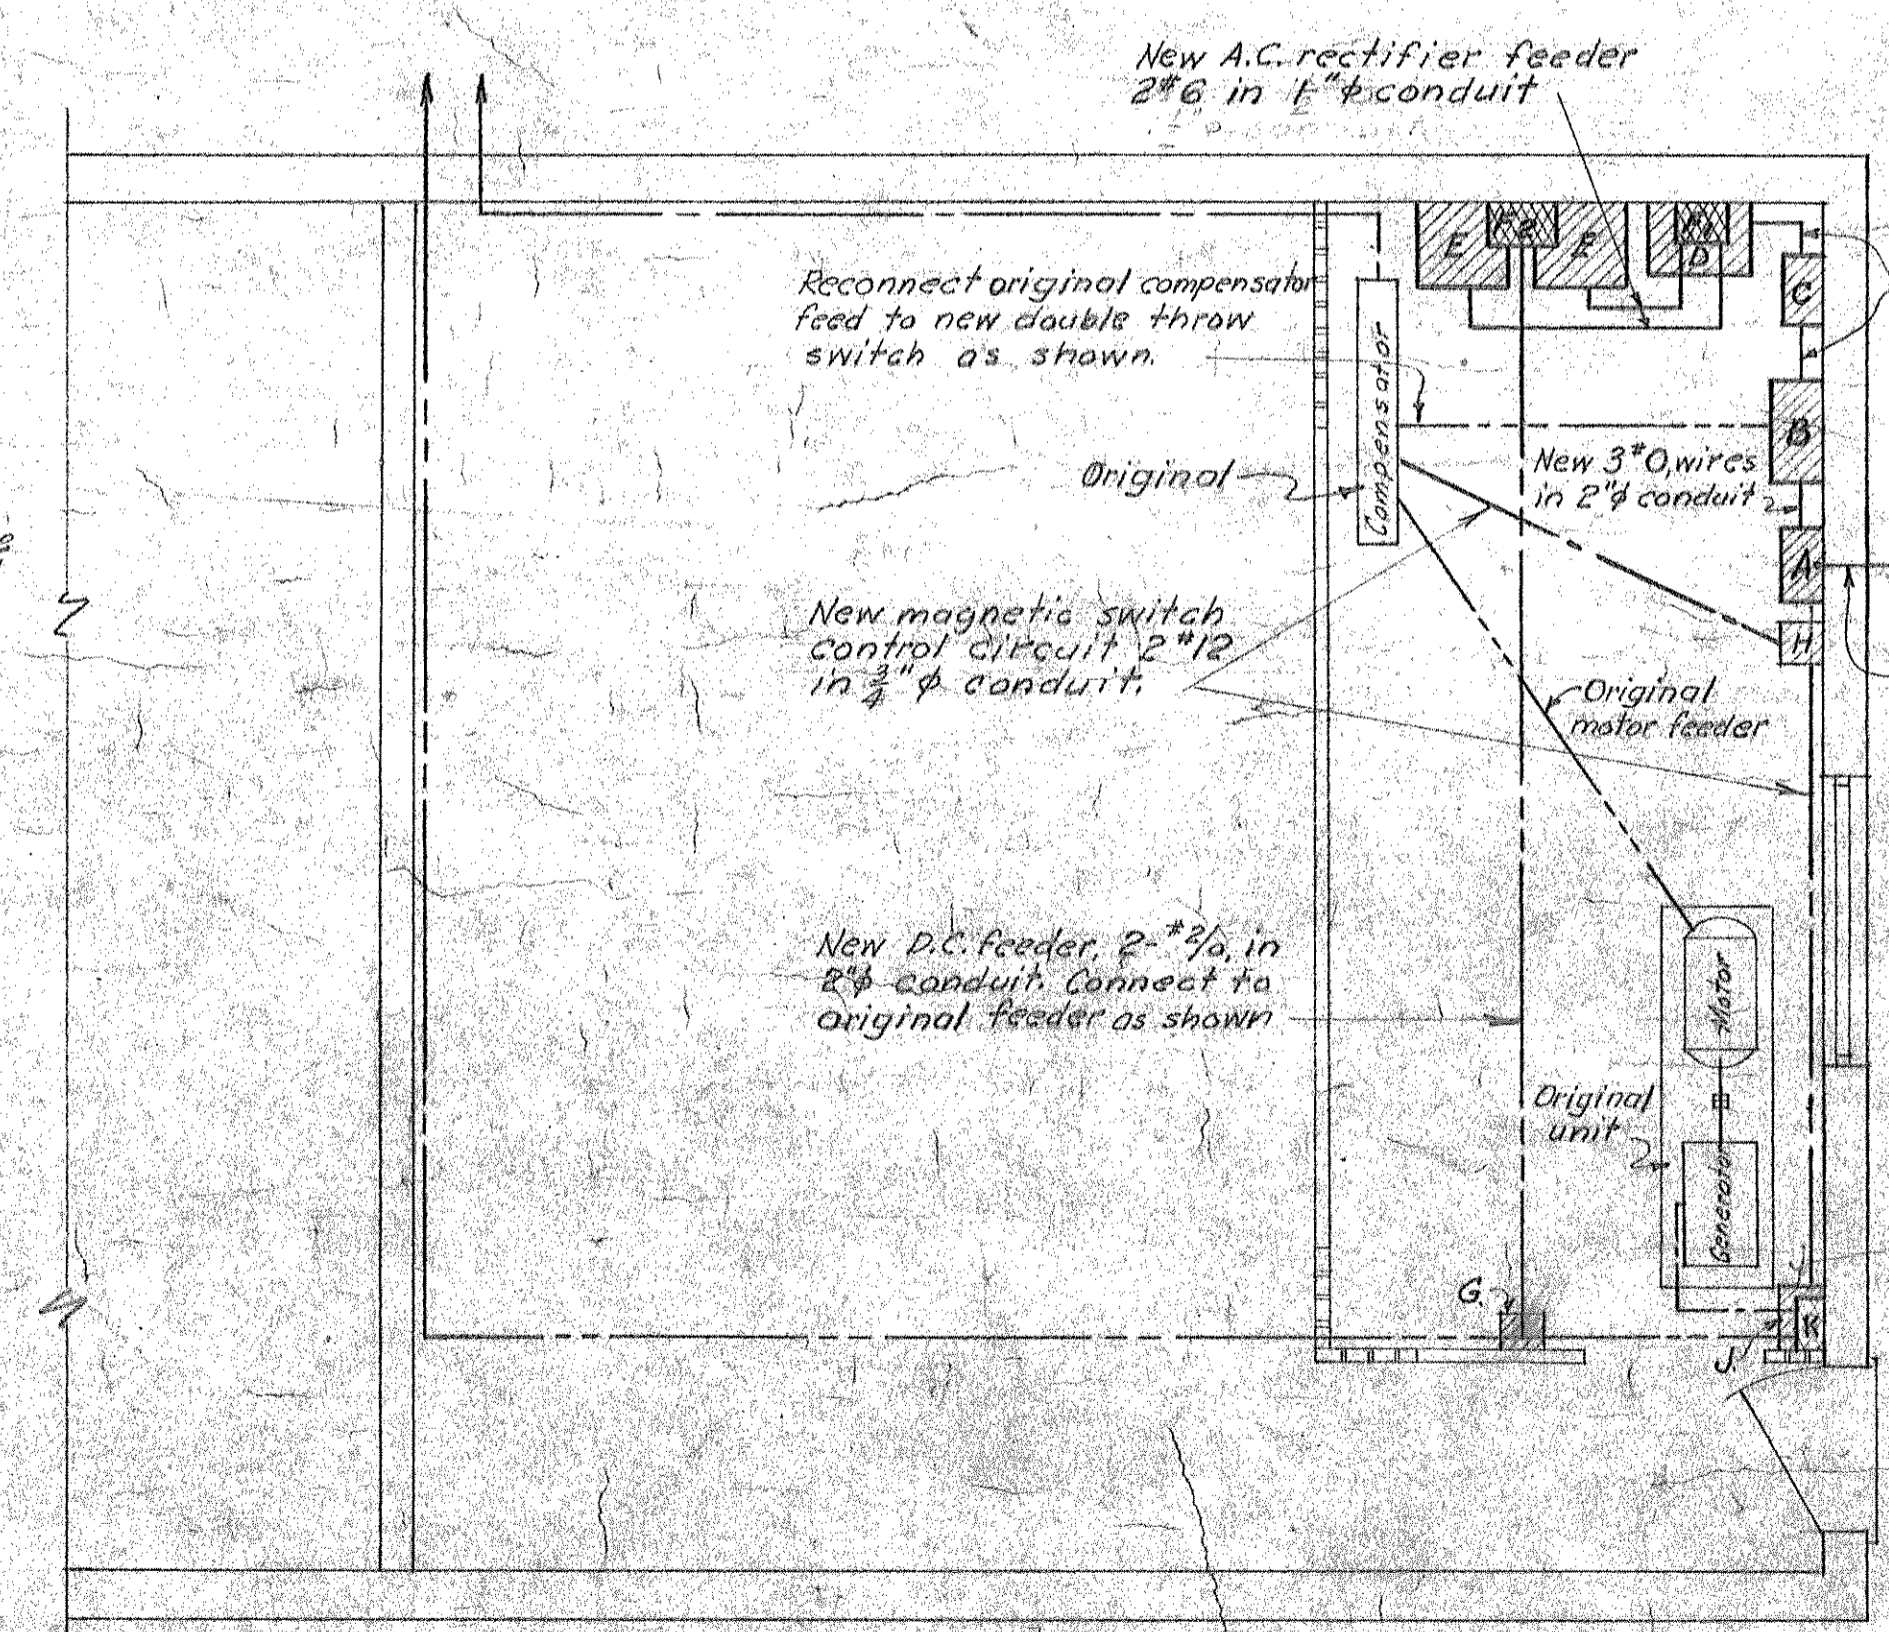 New A.C. rectifier feeder
2#6 in 1"φ conduit
E
F2
E
F1
D
C
Reconnect original compensator
feed to new double throw
switch as shown.
Compensator
B
Original
New 3#0, wires
in 2"φ conduit
A
H
New magnetic switch
control circuit 2 #12
in 3/4"φ conduit.
Original
motor feeder
New D.C. feeder, 2-#2/0, in
2"φ conduit. Connect to
original feeder as shown
Motor
Original
unit
Generator
G.
K
J.